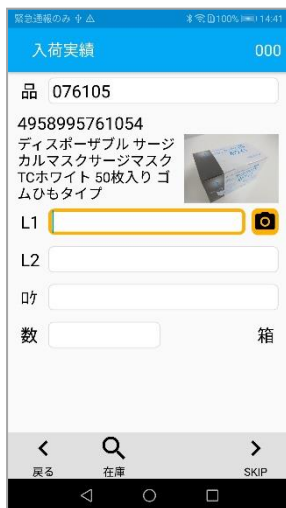 緊急通報のみ
100% 14:41
入荷実績 000
品 076105
4958995761054
ディスポーザブル サージ
カルマスクサージマスク
TCホワイト 50枚入り ゴ
ムひもタイプ
L1
L2
ﾛｹ
数 箱
戻る 在庫 SKIP